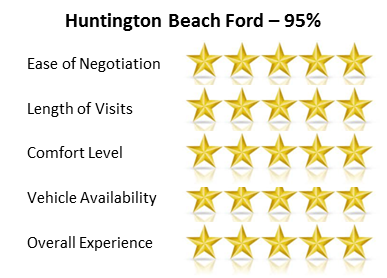 Huntington Beach Ford – 95%
Ease of Negotiation
Length of Visits
Comfort Level
Vehicle Availability
Overall Experience